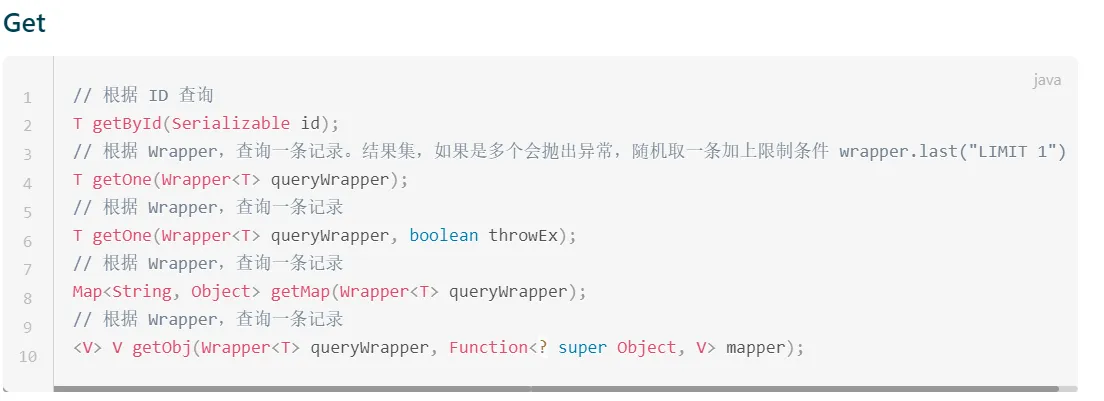 Get
java
1 // 根据 ID 查询
2 T getById(Serializable id);
3 // 根据 Wrapper，查询一条记录。结果集，如果是多个会抛出异常，随机取一条加上限制条件 wrapper.last("LIMIT 1")
4 T getOne(Wrapper<T> queryWrapper);
5 // 根据 Wrapper，查询一条记录
6 T getOne(Wrapper<T> queryWrapper, boolean throwEx);
7 // 根据 Wrapper，查询一条记录
8 Map<String, Object> getMap(Wrapper<T> queryWrapper);
9 // 根据 Wrapper，查询一条记录
10 <V> V getObj(Wrapper<T> queryWrapper, Function<? super Object, V> mapper);